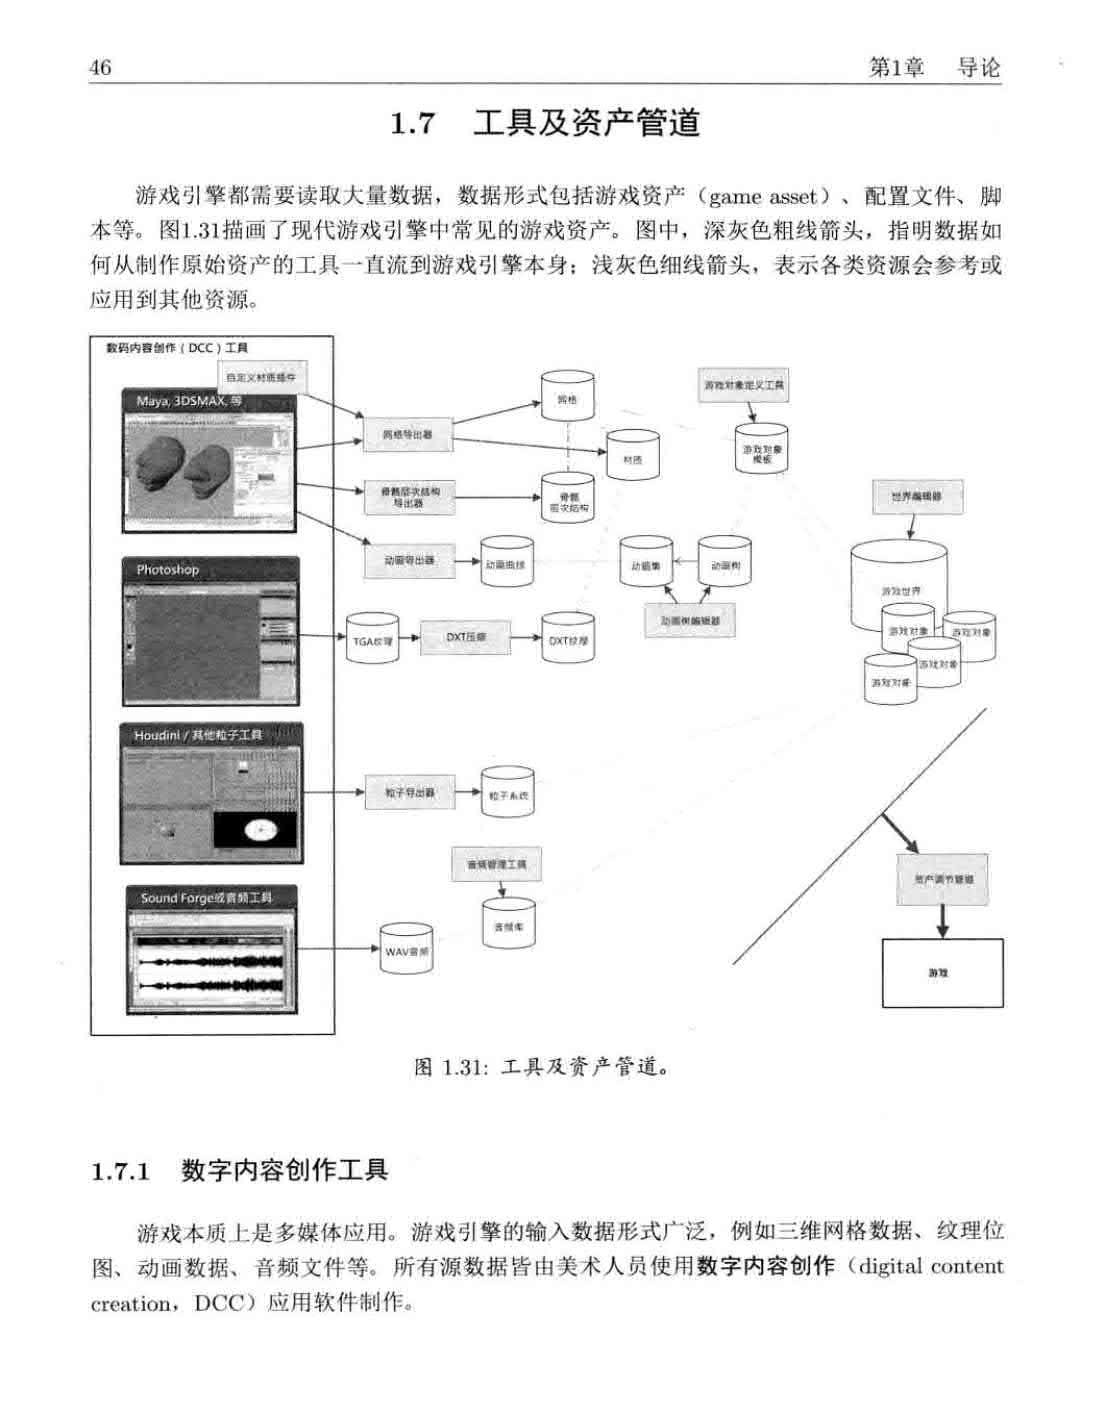 46
第1章 导论
1.7 工具及资产管道
游戏引擎都需要读取大量数据，数据形式包括游戏资产（game asset）、配置文件、脚
本等。图1.31描画了现代游戏引擎中常见的游戏资产。图中，深灰色粗线箭头，指明数据如
何从制作原始资产的工具一直流到游戏引擎本身；浅灰色细线箭头，表示各类资源会参考或
应用到其他资源。
数码内容创作（DCC）工具
自定义材质插件
Maya, 3DSMAX, 等
网格导出器
网格
材质
游戏对象定义工具
游戏对象
模板
骨骼层次结构
导出器
骨骼
层次结构
世界编辑器
动画导出器
动画曲线
动画集
动画树
动画树编辑器
游戏世界
游戏对象
游戏对象
游戏对象
游戏对象
Photoshop
TGA纹理
DXT压缩
DXT纹理
Houdini / 其他粒子工具
粒子导出器
粒子系统
音频管理工具
音频库
Sound Forge或音频工具
WAV音频
资产调节管道
游戏
图 1.31: 工具及资产管道。
1.7.1 数字内容创作工具
游戏本质上是多媒体应用。游戏引擎的输入数据形式广泛，例如三维网格数据、纹理位
图、动画数据、音频文件等。所有源数据皆由美术人员使用数字内容创作（digital content
creation，DCC）应用软件制作。